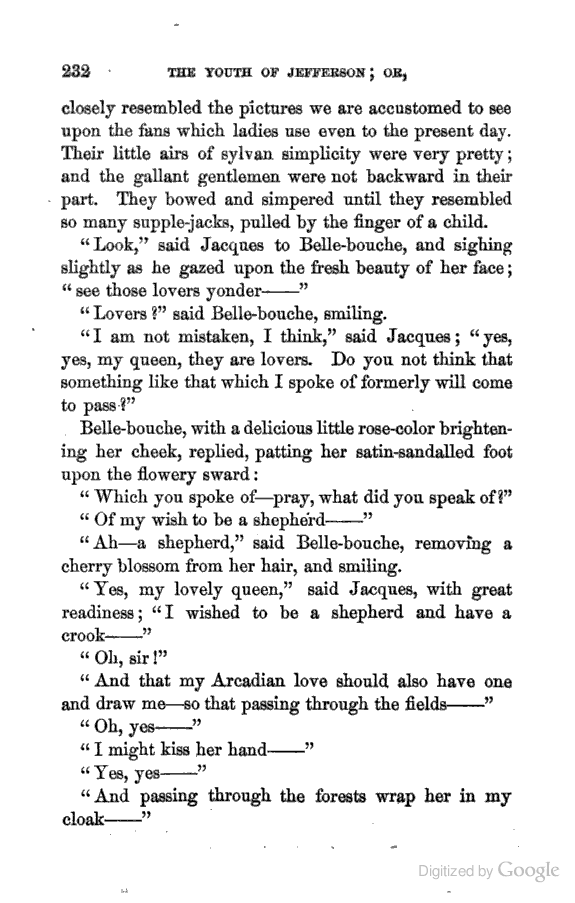 232 THE YOUTH OF JEFFERSON; OR,
closely resembled the pictures we are accustomed to see
upon the fans which ladies use even to the present day.
Their little airs of sylvan simplicity were very pretty;
and the gallant gentlemen were not backward in their
part. They bowed and simpered until they resembled
so many supple-jacks, pulled by the finger of a child.
"Look," said Jacques to Belle-bouche, and sighing
slightly as he gazed upon the fresh beauty of her face;
"see those lovers yonder——"
"Lovers?" said Belle-bouche, smiling.
"I am not mistaken, I think," said Jacques; "yes,
yes, my queen, they are lovers. Do you not think that
something like that which I spoke of formerly will come
to pass?"
Belle-bouche, with a delicious little rose-color brighten-
ing her cheek, replied, patting her satin-sandalled foot
upon the flowery sward:
"Which you spoke of—pray, what did you speak of?"
"Of my wish to be a shepherd——"
"Ah—a shepherd," said Belle-bouche, removing a
cherry blossom from her hair, and smiling.
"Yes, my lovely queen," said Jacques, with great
readiness; "I wished to be a shepherd and have a
crook——"
"Oh, sir!"
"And that my Arcadian love should also have one
and draw me—so that passing through the fields——"
"Oh, yes——"
"I might kiss her hand——"
"Yes, yes——"
"And passing through the forests wrap her in my
cloak——"
Digitized by Google